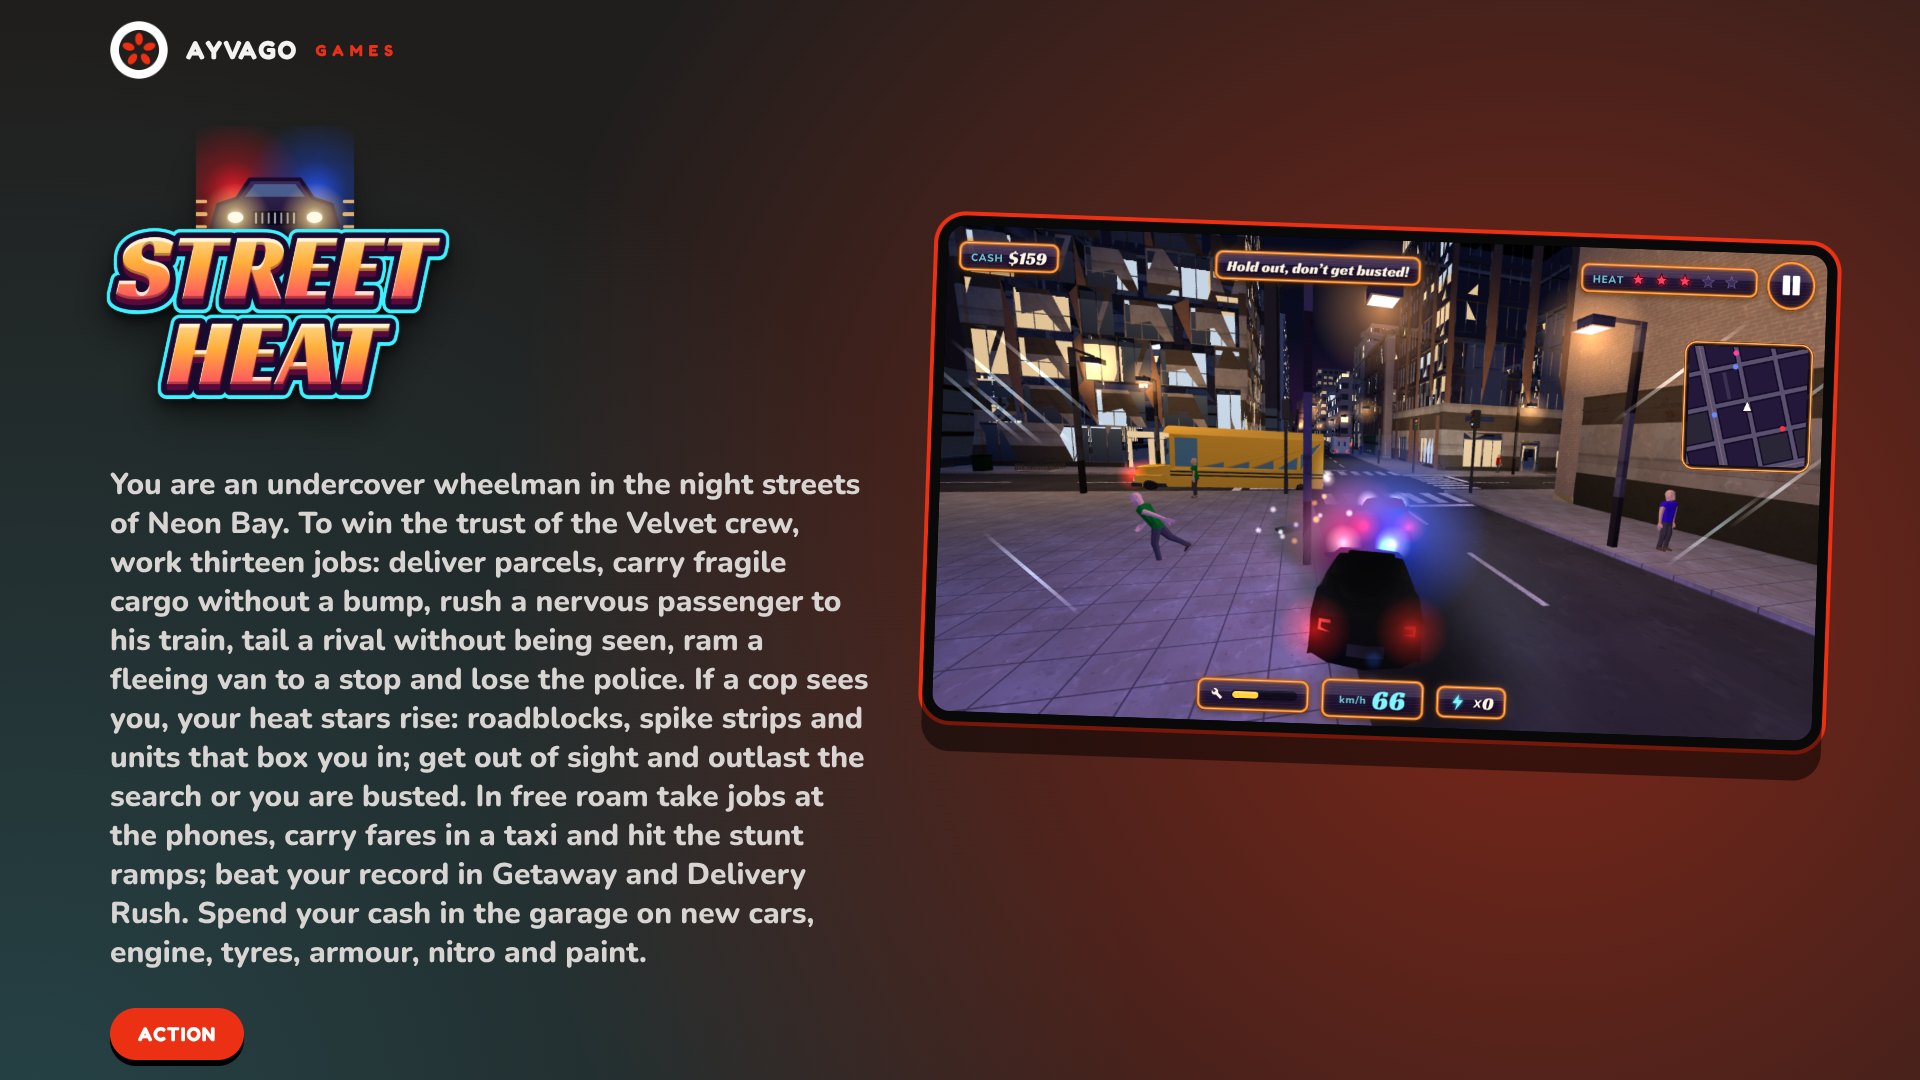 AYVAGO GAMES
STREET
HEAT
You are an undercover wheelman in the night streets
of Neon Bay. To win the trust of the Velvet crew,
work thirteen jobs: deliver parcels, carry fragile
cargo without a bump, rush a nervous passenger to
his train, tail a rival without being seen, ram a
fleeing van to a stop and lose the police. If a cop sees
you, your heat stars rise: roadblocks, spike strips and
units that box you in; get out of sight and outlast the
search or you are busted. In free roam take jobs at
the phones, carry fares in a taxi and hit the stunt
ramps; beat your record in Getaway and Delivery
Rush. Spend your cash in the garage on new cars,
engine, tyres, armour, nitro and paint.
ACTION
CASH $159
Hold out, don't get busted!
HEAT
km/h 66
x0